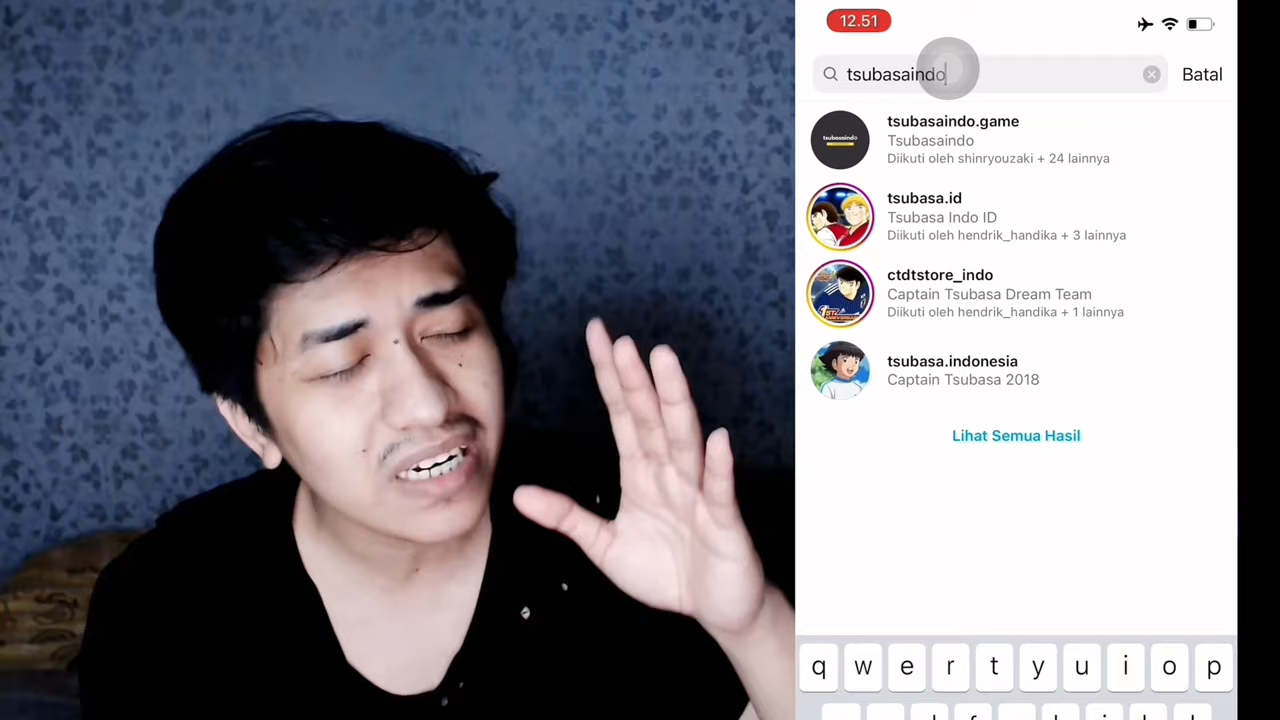 12.51
tsubasaindo
Batal
tsubasaindo
tsubasaindo.game
Tsubasaindo
Diikuti oleh shinryouzaki + 24 lainnya
tsubasa.id
Tsubasa Indo ID
Diikuti oleh hendrik_handika + 3 lainnya
ctdtstore_indo
Captain Tsubasa Dream Team
Diikuti oleh hendrik_handika + 1 lainnya
tsubasa.indonesia
Captain Tsubasa 2018
Lihat Semua Hasil
q w e r t y u i o p